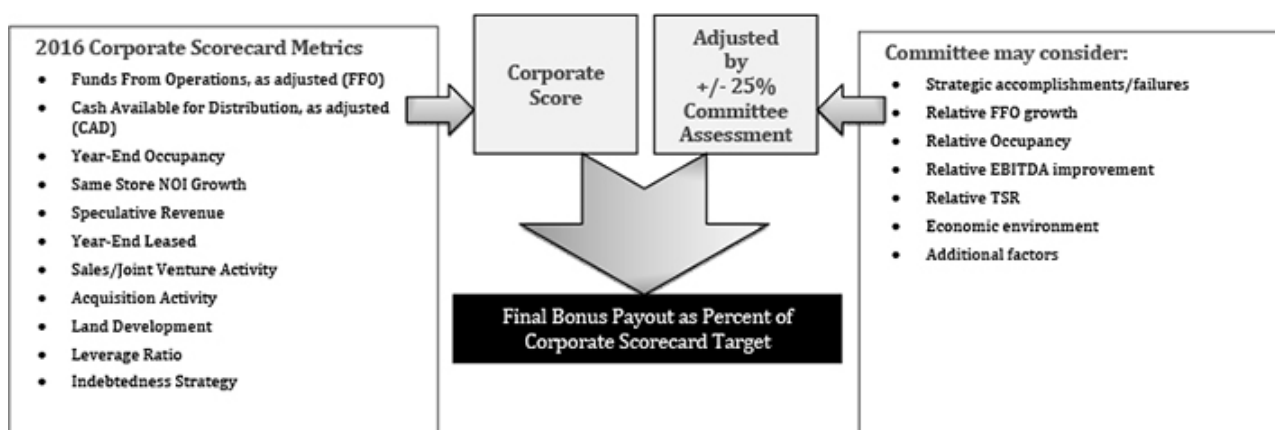 2016 Corporate Scorecard Metrics
• Funds From Operations, as adjusted (FFO)
• Cash Available for Distribution, as adjusted
(CAD)
• Year-End Occupancy
• Same Store NOI Growth
• Speculative Revenue
• Year-End Leased
• Sales/Joint Venture Activity
• Acquisition Activity
• Land Development
• Leverage Ratio
• Indebtedness Strategy
Corporate
Score
Adjusted
by
+/- 25%
Committee
Assessment
Committee may consider:
• Strategic accomplishments/failures
• Relative FFO growth
• Relative Occupancy
• Relative EBITDA improvement
• Relative TSR
• Economic environment
• Additional factors
Final Bonus Payout as Percent of
Corporate Scorecard Target